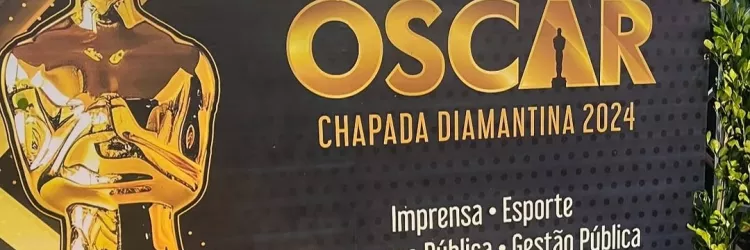 OSCAR
CHAPADA DIAMANTINA 2024
Imprensa • Esporte
Pública • Gestão Pública